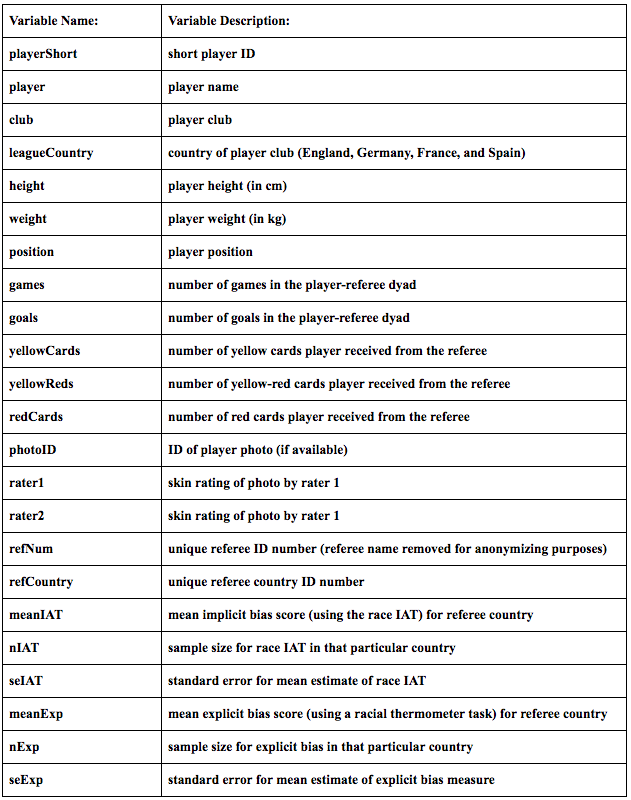 Variable Name: Variable Description:
playerShort short player ID
player player name
club player club
leagueCountry country of player club (England, Germany, France, and Spain)
height player height (in cm)
weight player weight (in kg)
position player position
games number of games in the player-referee dyad
goals number of goals in the player-referee dyad
yellowCards number of yellow cards player received from the referee
yellowReds number of yellow-red cards player received from the referee
redCards number of red cards player received from the referee
photoID ID of player photo (if available)
rater1 skin rating of photo by rater 1
rater2 skin rating of photo by rater 1
refNum unique referee ID number (referee name removed for anonymizing purposes)
refCountry unique referee country ID number
meanIAT mean implicit bias score (using the race IAT) for referee country
nIAT sample size for race IAT in that particular country
seIAT standard error for mean estimate of race IAT
meanExp mean explicit bias score (using a racial thermometer task) for referee country
nExp sample size for explicit bias in that particular country
seExp standard error for mean estimate of explicit bias measure